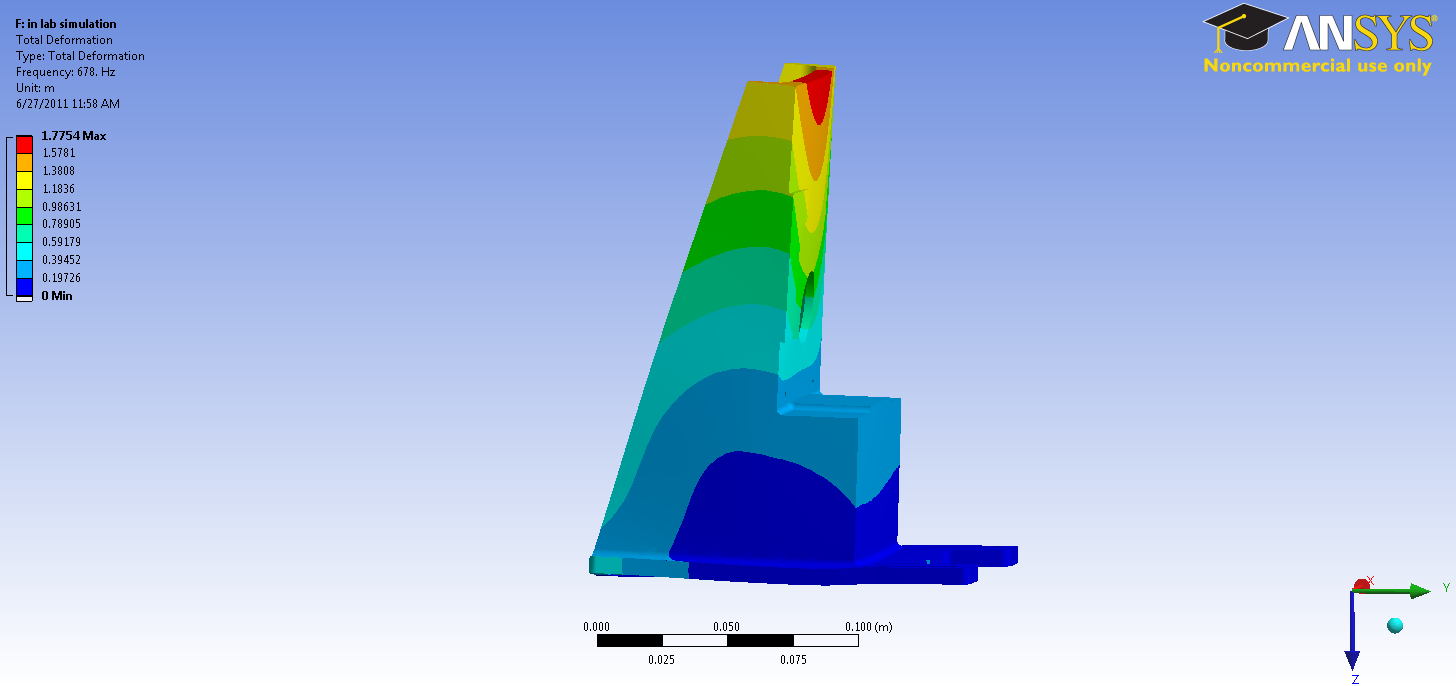 F: in lab simulation
Total Deformation
Type: Total Deformation
Frequency: 678. Hz
Unit: m
6/27/2011 11:58 AM
1.7754 Max
1.5781
1.3808
1.1836
0.98631
0.78905
0.59179
0.39452
0.19726
0 Min
ANSYS®
Noncommercial use only
0.000 0.050 0.100 (m)
0.025 0.075
X
Y
Z